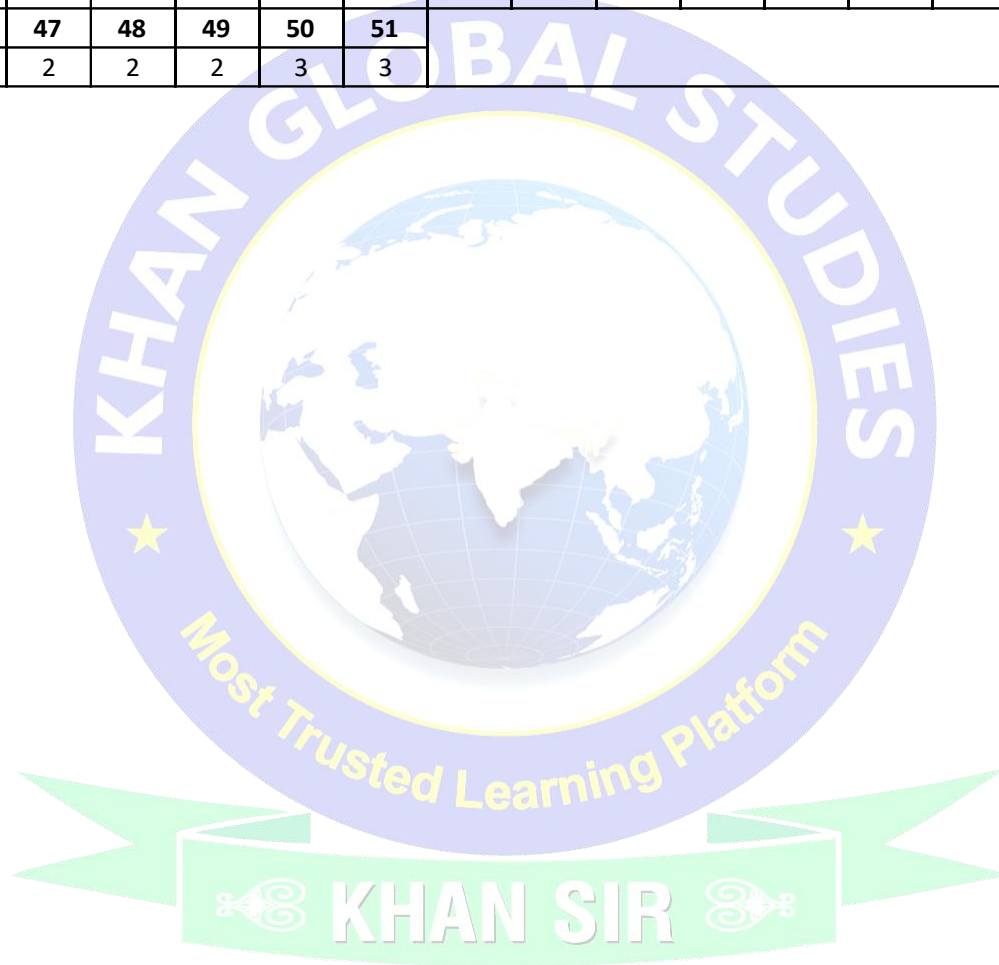 47 48 49 50 51
2 2 2 3 3
KHAN GLOBAL STUDIES
Most Trusted Learning Platform
KHAN SIR